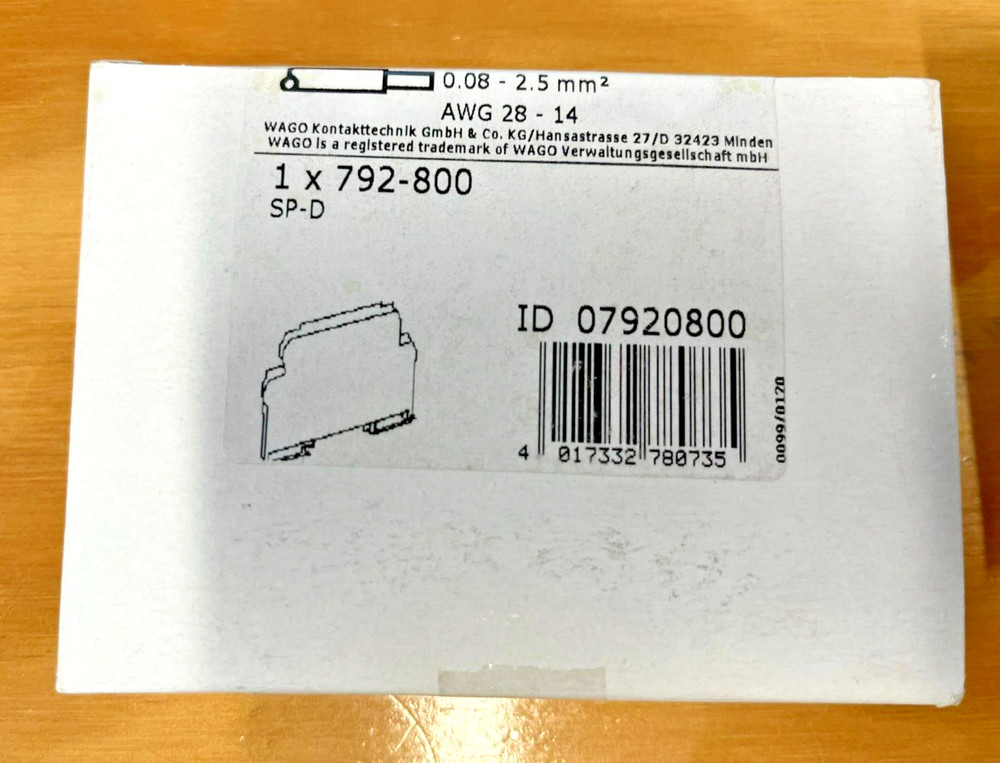 0.08 - 2.5 mm²
AWG 28 - 14
WAGO Kontakttechnik GmbH & Co. KG/Hansastrasse 27/D 32423 Minden
WAGO is a registered trademark of WAGO Verwaltungsgesellschaft mbH
1 x 792-800
SP-D
ID 07920800
4 017332 780735
0099/0120